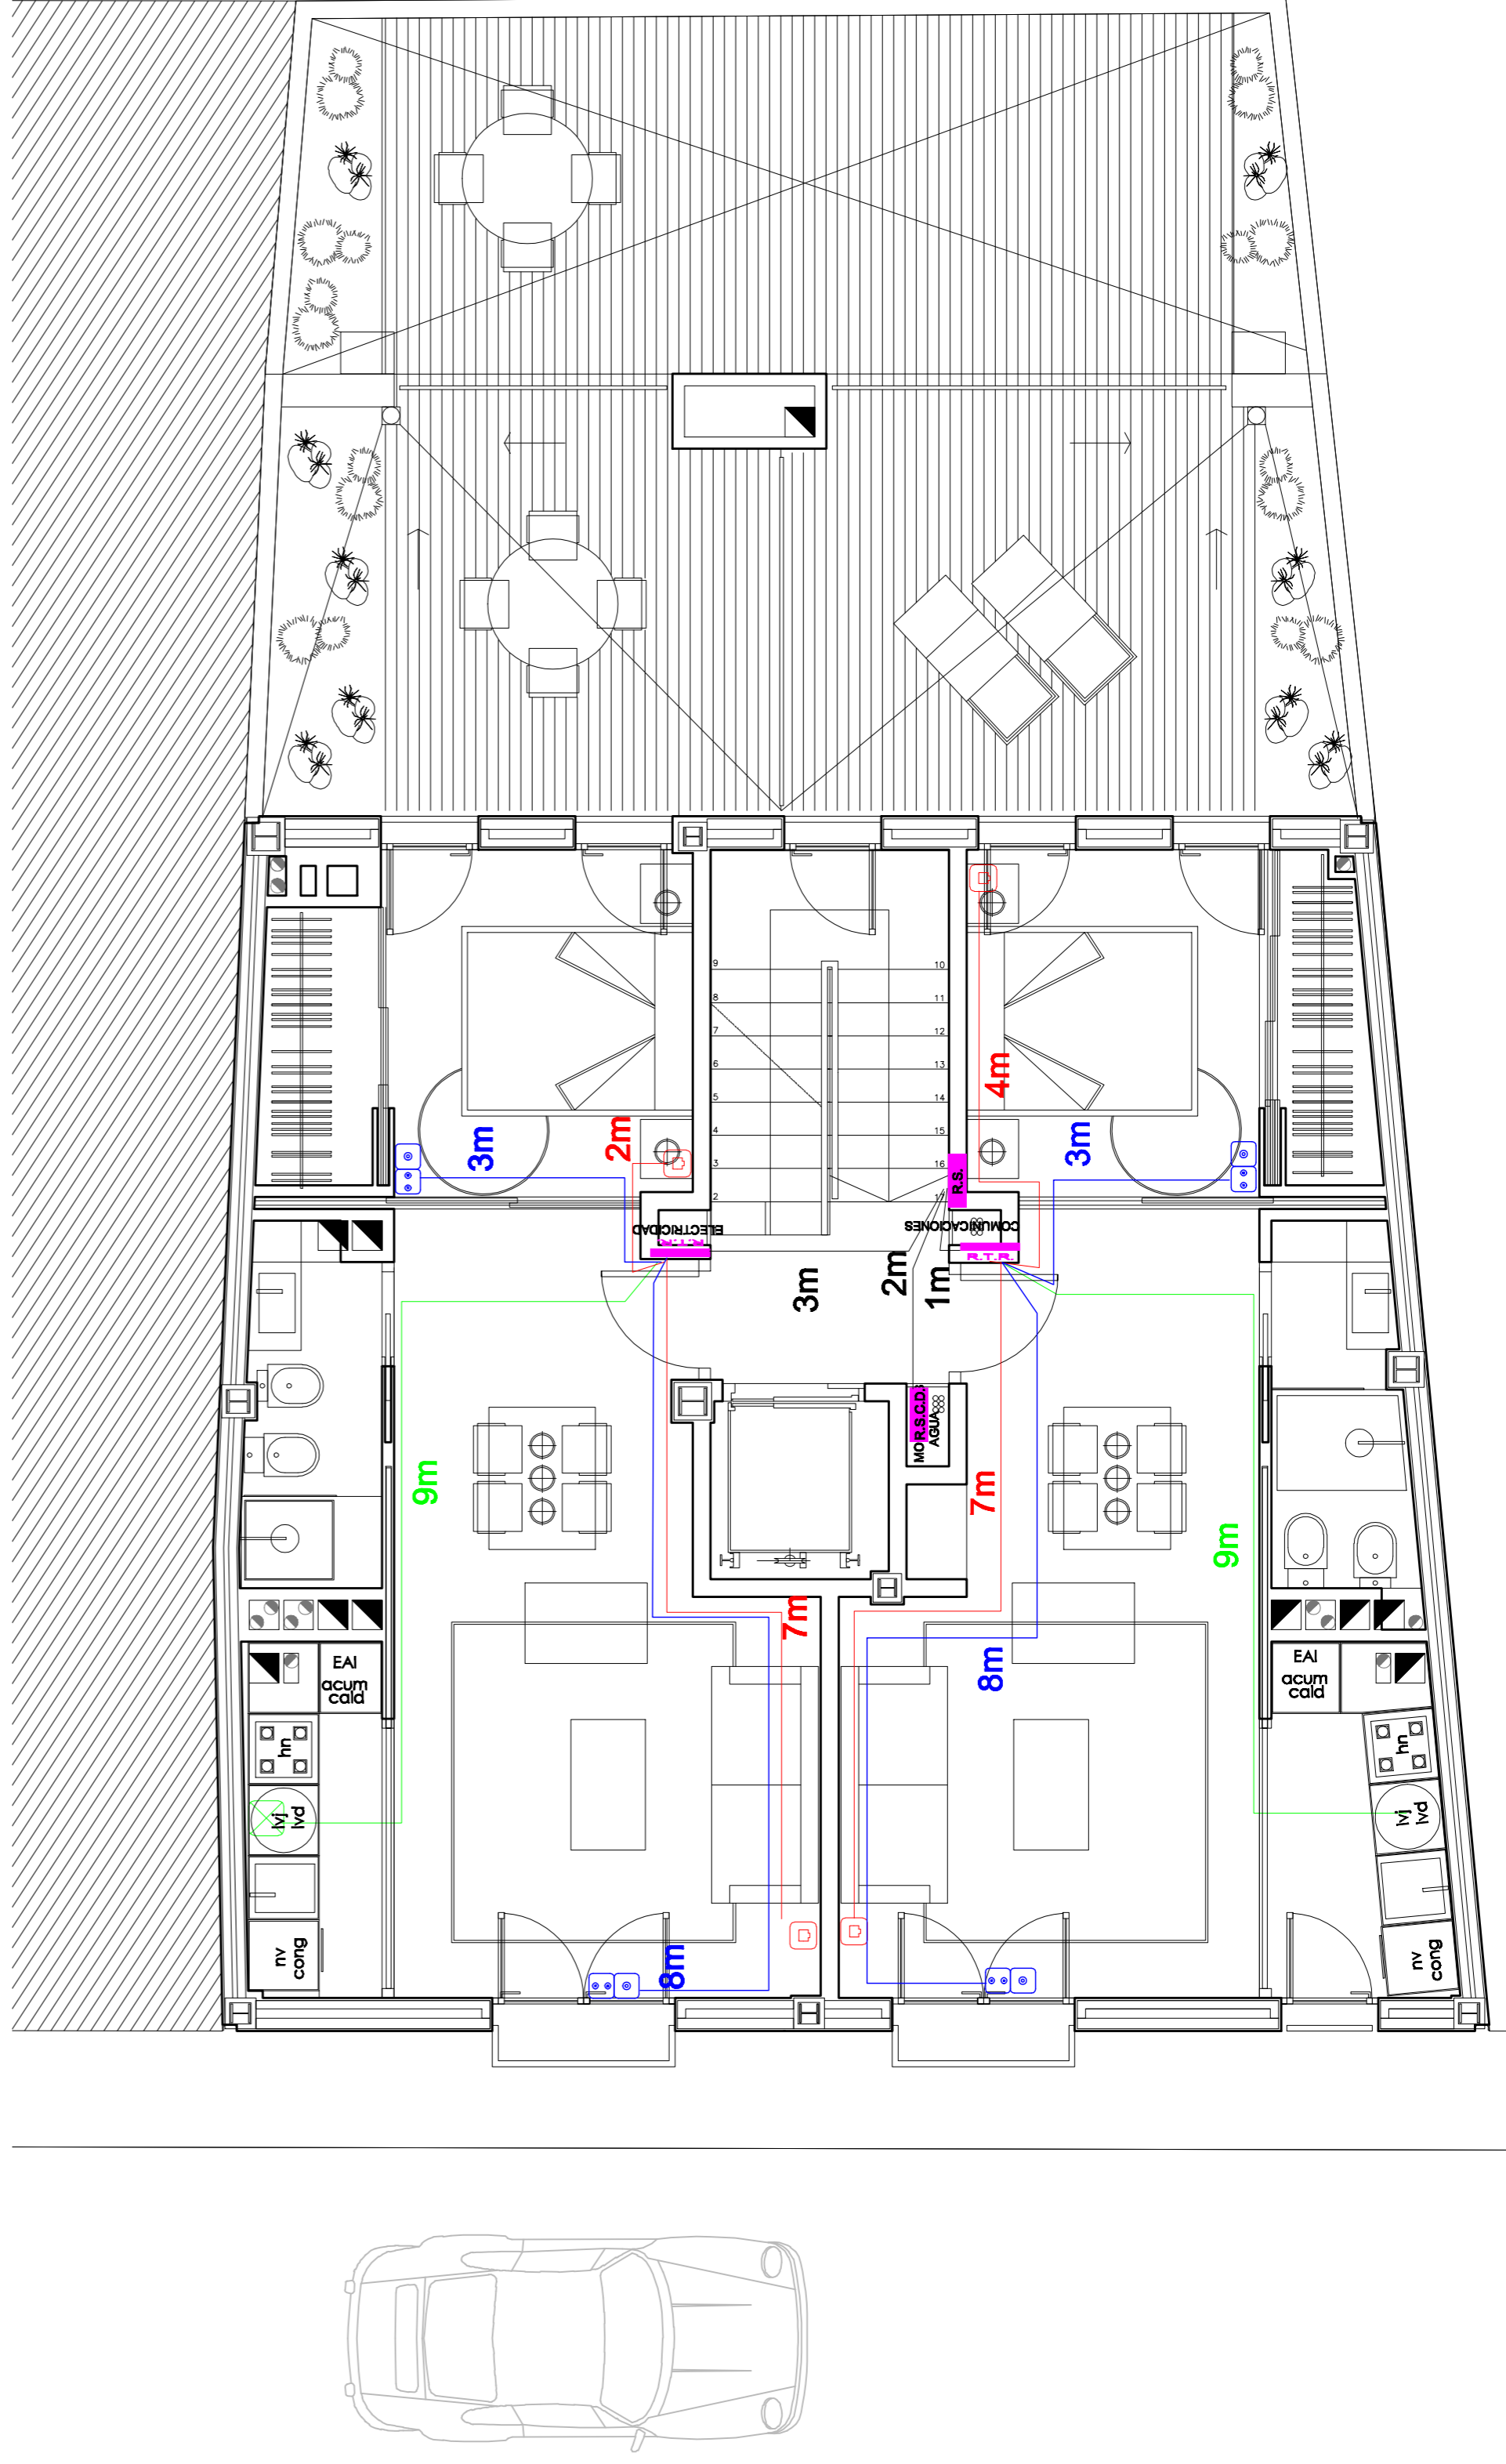 9
10
8
11
7
12
6
13
5
14
4
15
3
16
2
17
4m
2m
3m
3m
R.S.
ELECTRICIDAD
COMUNICACIONES
R.T.R.
R.T.R.
3m
2m
1m
MOR.S.C.D.
AGUA
9m
7m
9m
7m
8m
8m
EAI
acum
cald
EAI
acum
cald
hn
hn
lvj
lvd
lvj
lvd
nv
cong
nv
cong